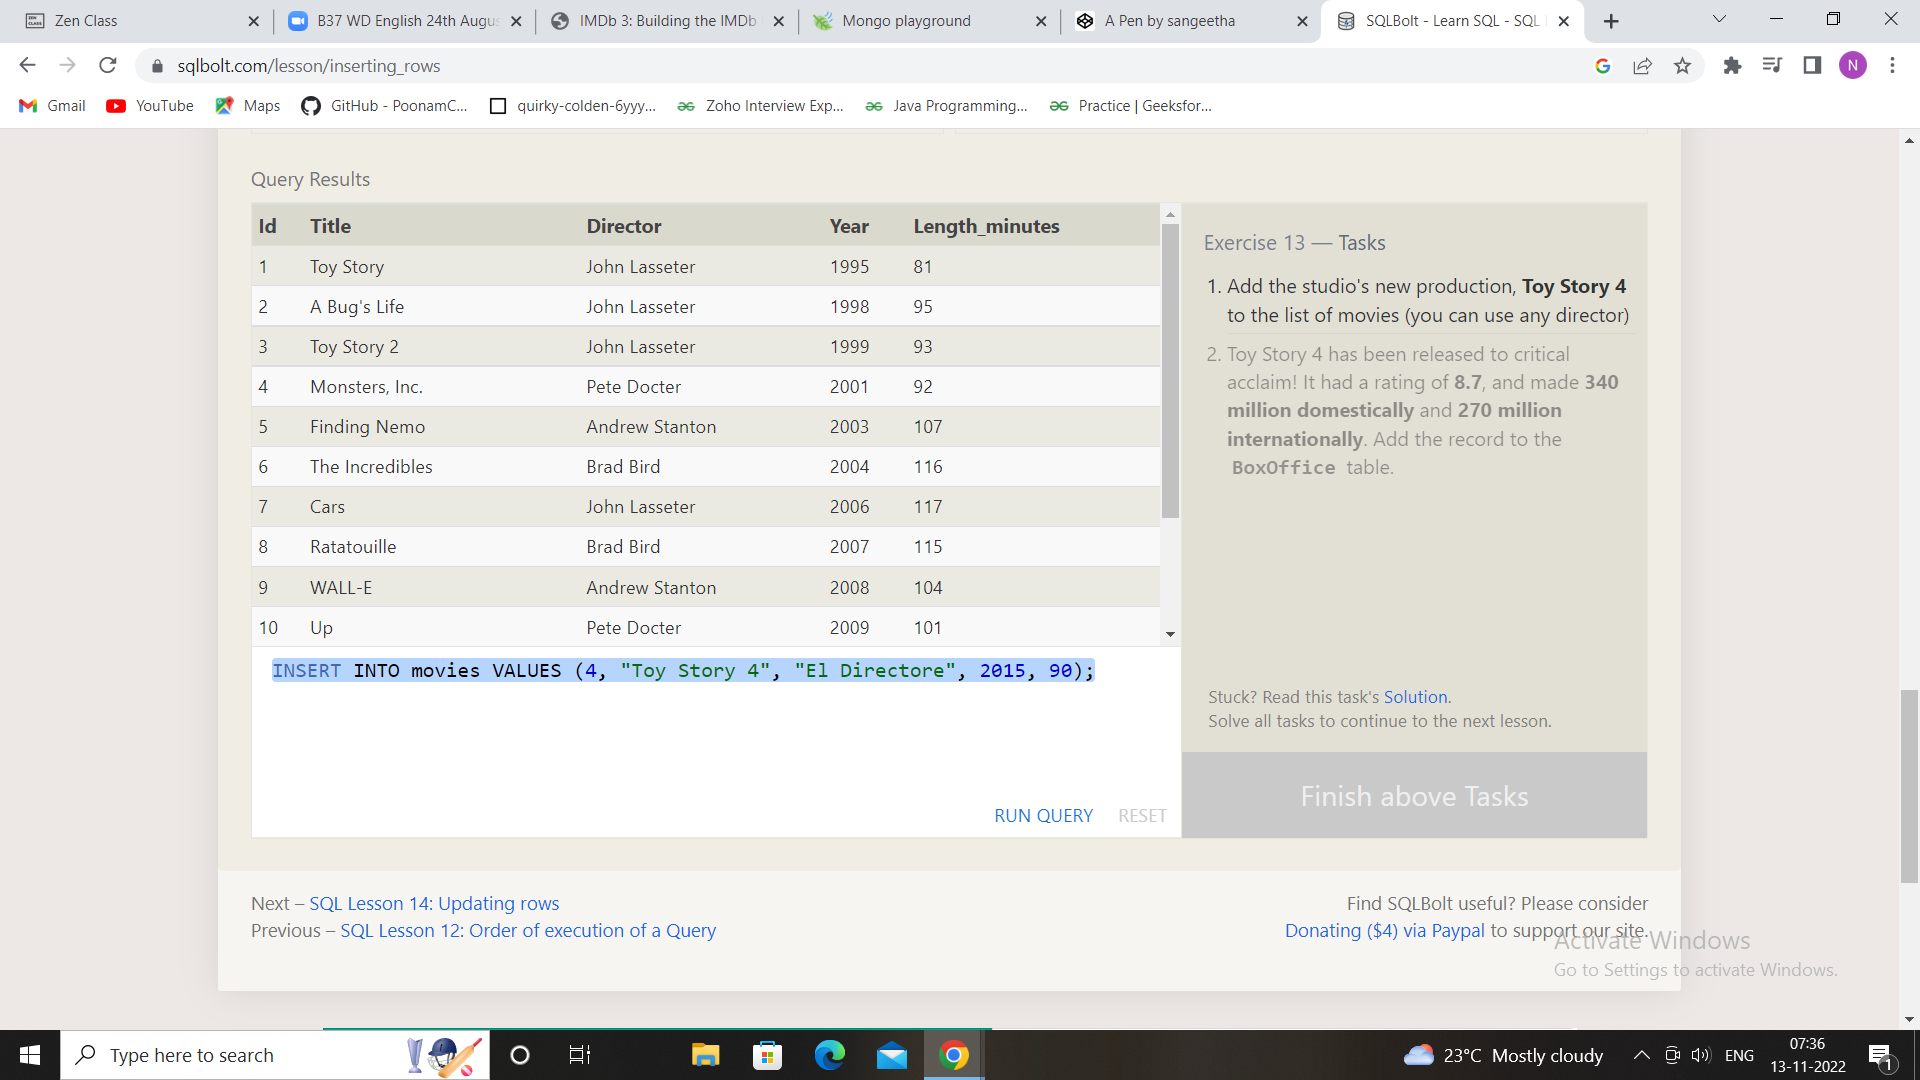 Zen Class
B37 WD English 24th Augus
IMDb 3: Building the IMDb
Mongo playground
A Pen by sangeetha
SQLBolt - Learn SQL - SQL
sqlbolt.com/lesson/inserting_rows
N
Gmail
YouTube
Maps
GitHub - PoonamC...
quirky-colden-6yyy...
Zoho Interview Exp...
Java Programming...
Practice | Geeksfor...
Query Results
Id Title Director Year Length_minutes
1 Toy Story John Lasseter 1995 81
2 A Bug's Life John Lasseter 1998 95
3 Toy Story 2 John Lasseter 1999 93
4 Monsters, Inc. Pete Docter 2001 92
5 Finding Nemo Andrew Stanton 2003 107
6 The Incredibles Brad Bird 2004 116
7 Cars John Lasseter 2006 117
8 Ratatouille Brad Bird 2007 115
9 WALL-E Andrew Stanton 2008 104
10 Up Pete Docter 2009 101
INSERT INTO movies VALUES (4, "Toy Story 4", "El Directore", 2015, 90);
RUN QUERY RESET
Exercise 13 — Tasks
1. Add the studio's new production, Toy Story 4
to the list of movies (you can use any director)
2. Toy Story 4 has been released to critical
acclaim! It had a rating of 8.7, and made 340
million domestically and 270 million
internationally. Add the record to the
BoxOffice table.
Stuck? Read this task's Solution.
Solve all tasks to continue to the next lesson.
Finish above Tasks
Next – SQL Lesson 14: Updating rows
Previous – SQL Lesson 12: Order of execution of a Query
Find SQLBolt useful? Please consider
Donating ($4) via Paypal to support our site.
Activate Windows
Go to Settings to activate Windows.
Type here to search
23°C Mostly cloudy
ENG
07:36
13-11-2022
1